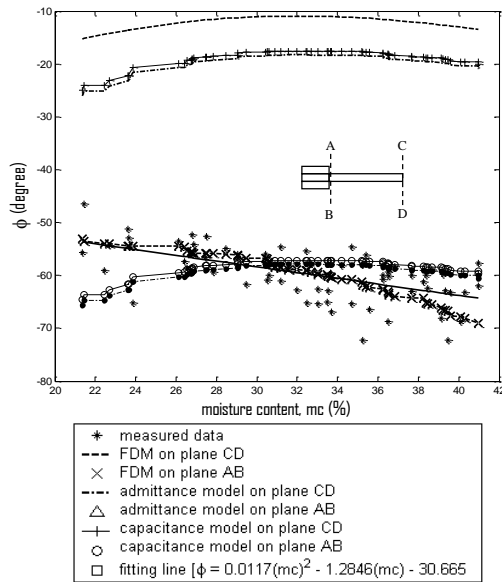 -10
-20
-30
-40
-50
-60
-70
-80
ϕ (degree)
A C
B D
20 22 24 26 28 30 32 34 36 38 40 42
moisture content, mc (%)
measured data
FDM on plane CD
FDM on plane AB
admittance model on plane CD
admittance model on plane AB
capacitance model on plane CD
capacitance model on plane AB
fitting line [ϕ = 0.0117(mc)² - 1.2846(mc) - 30.665